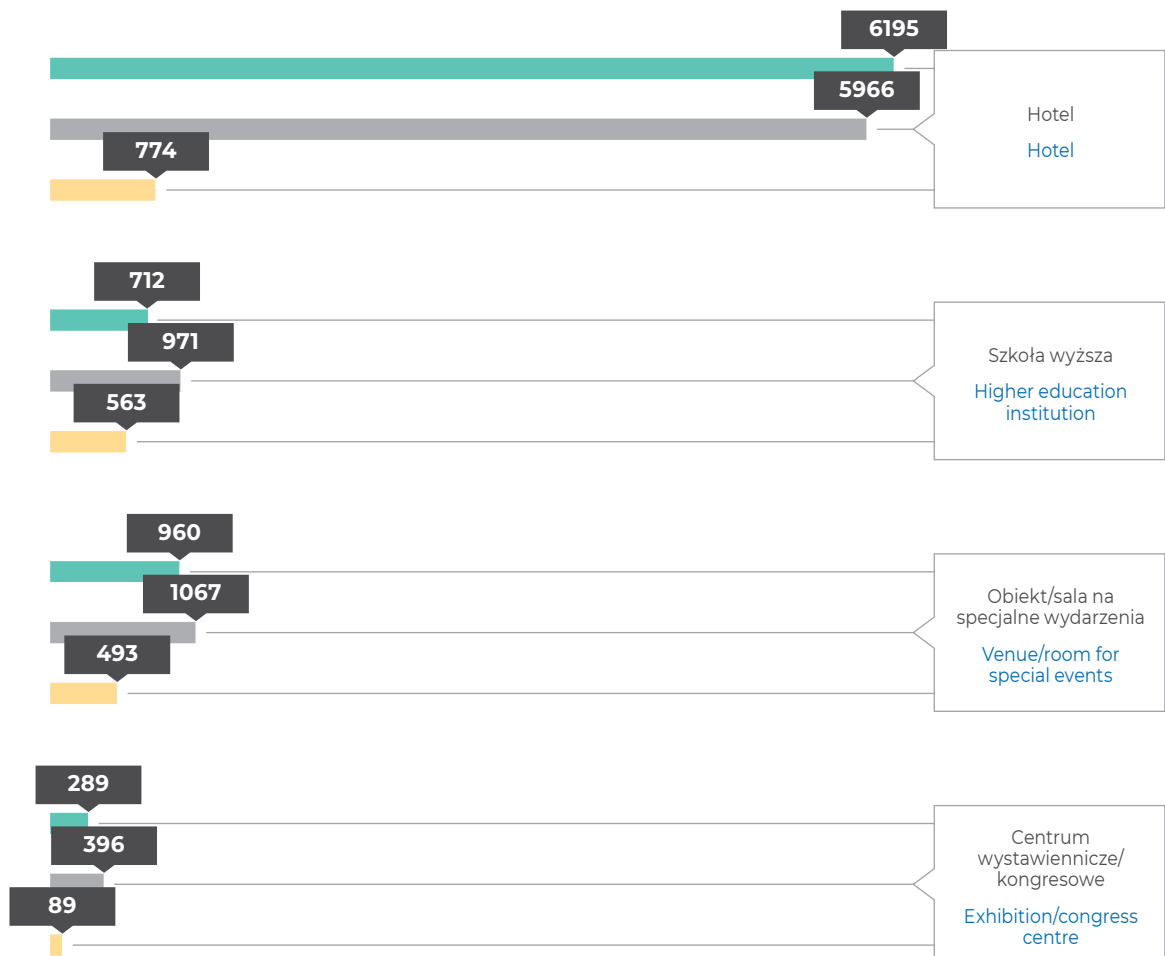 6195
5966
774
Hotel
Hotel
712
971
563
Szkoła wyższa
Higher education
institution
960
1067
493
Obiekt/sala na
specjalne wydarzenia
Venue/room for
special events
289
396
89
Centrum
wystawiennicze/
kongresowe
Exhibition/congress
centre